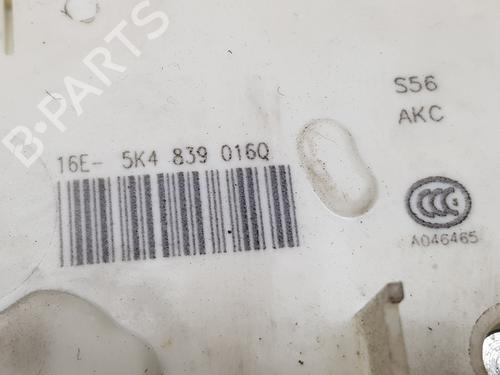 B-PARTS
S56
AKC
16E- 5K4 839 016Q
CCC
A046465